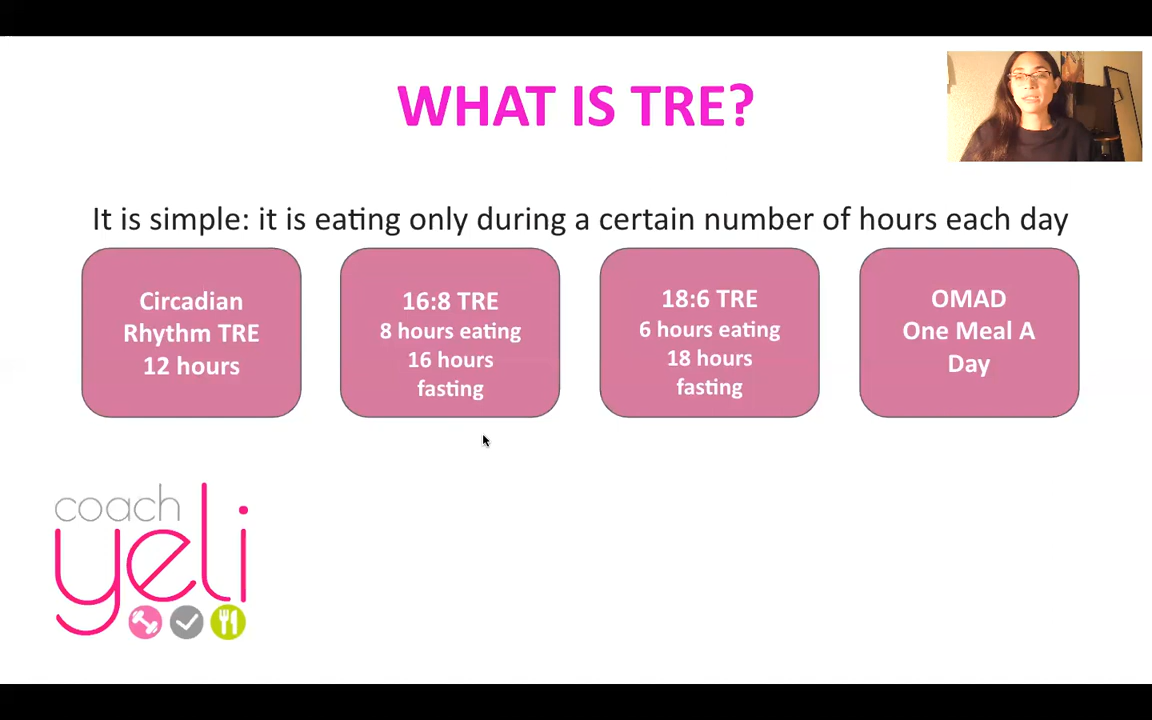 WHAT IS TRE?
It is simple: it is eating only during a certain number of hours each day
Circadian
Rhythm TRE
12 hours
16:8 TRE
8 hours eating
16 hours
fasting
18:6 TRE
6 hours eating
18 hours
fasting
OMAD
One Meal A
Day
coach
yeli